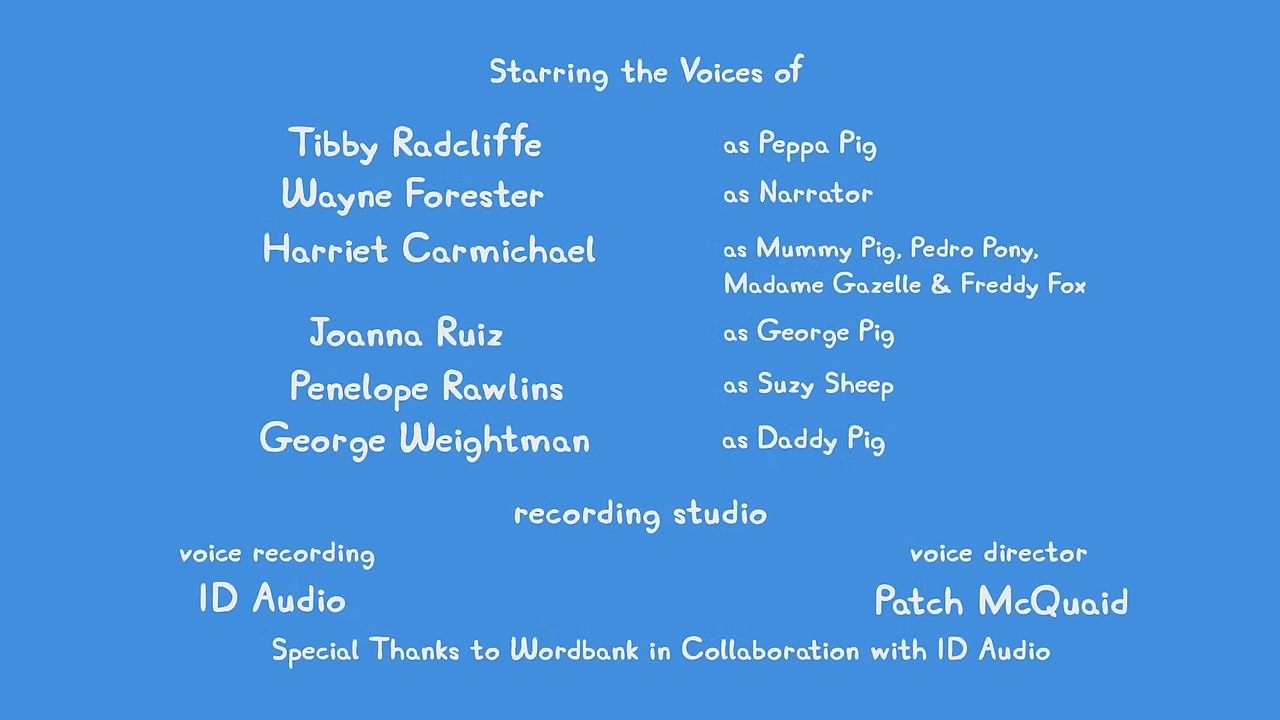 Starring the Voices of
Tibby Radcliffe as Peppa Pig
Wayne Forester as Narrator
Harriet Carmichael as Mummy Pig, Pedro Pony,
Madame Gazelle & Freddy Fox
Joanna Ruiz as George Pig
Penelope Rawlins as Suzy Sheep
George Weightman as Daddy Pig
recording studio
voice recording voice director
ID Audio Patch McQuaid
Special Thanks to Wordbank in Collaboration with ID Audio